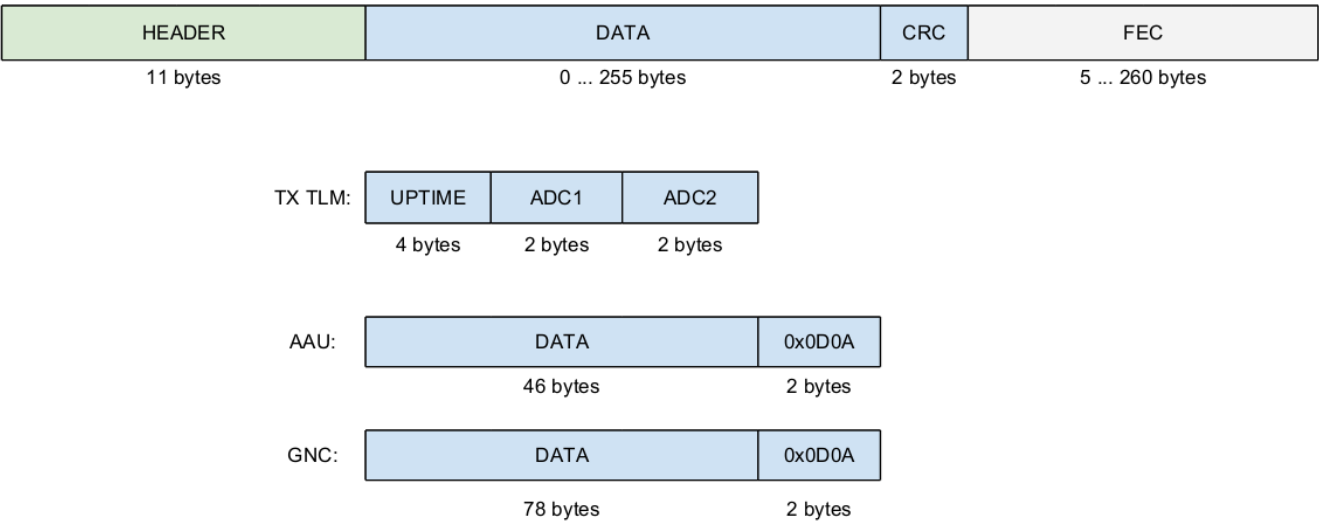 HEADER DATA CRC FEC
11 bytes 0 ... 255 bytes 2 bytes 5 ... 260 bytes
TX TLM: UPTIME ADC1 ADC2
4 bytes 2 bytes 2 bytes
AAU: DATA 0x0D0A
46 bytes 2 bytes
GNC: DATA 0x0D0A
78 bytes 2 bytes